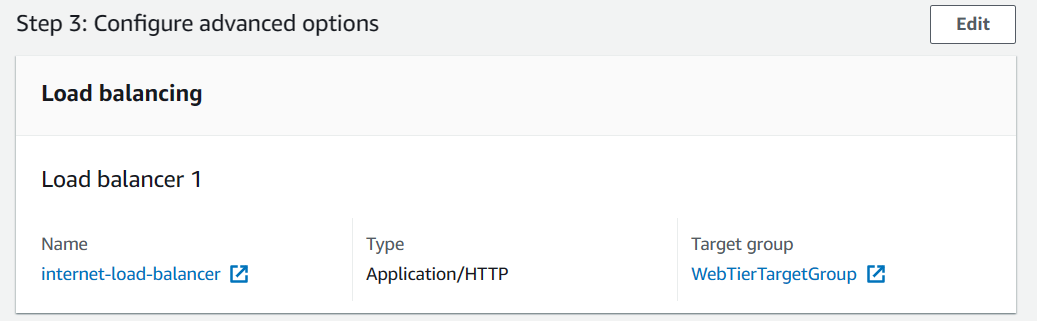 Step 3: Configure advanced options
Edit
Load balancing
Load balancer 1
Name
Type
Target group
internet-load-balancer
Application/HTTP
WebTierTargetGroup